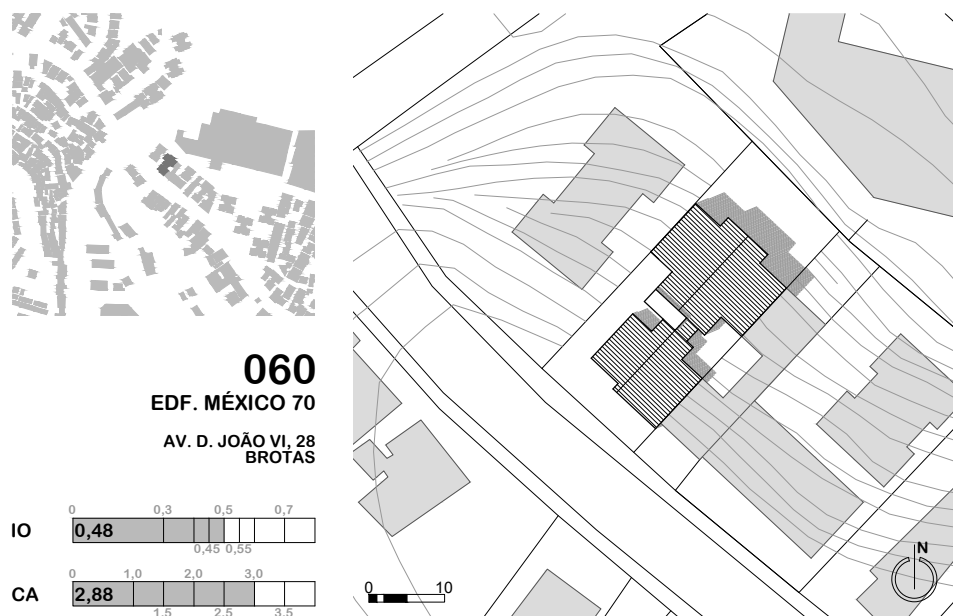 060
EDF. MÉXICO 70
AV. D. JOÃO VI, 28
BROTAS
0 0,3 0,5 0,7
IO 0,48
0,45 0,55
0 1,0 2,0 3,0
CA 2,88
1,5 2,5 3,5
0 10
N